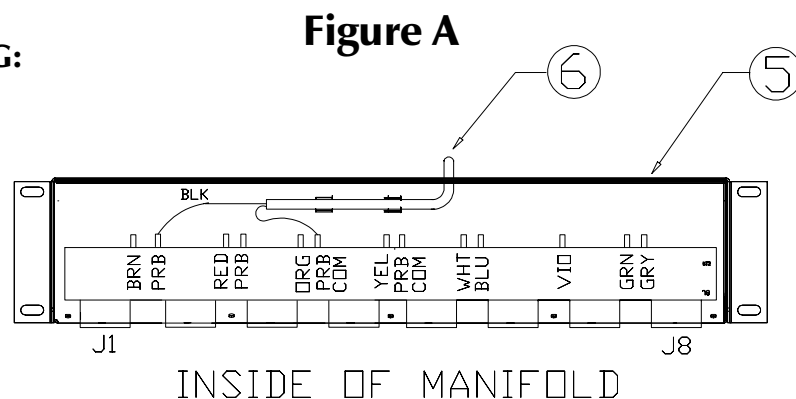 Figure A
G:
6
5
BLK
BRN
PRB
RED
PRB
ORG
PRB
COM
YEL
PRB
COM
WHT
BLU
VIO
GRN
GRY
J1
J8
INSIDE OF MANIFOLD